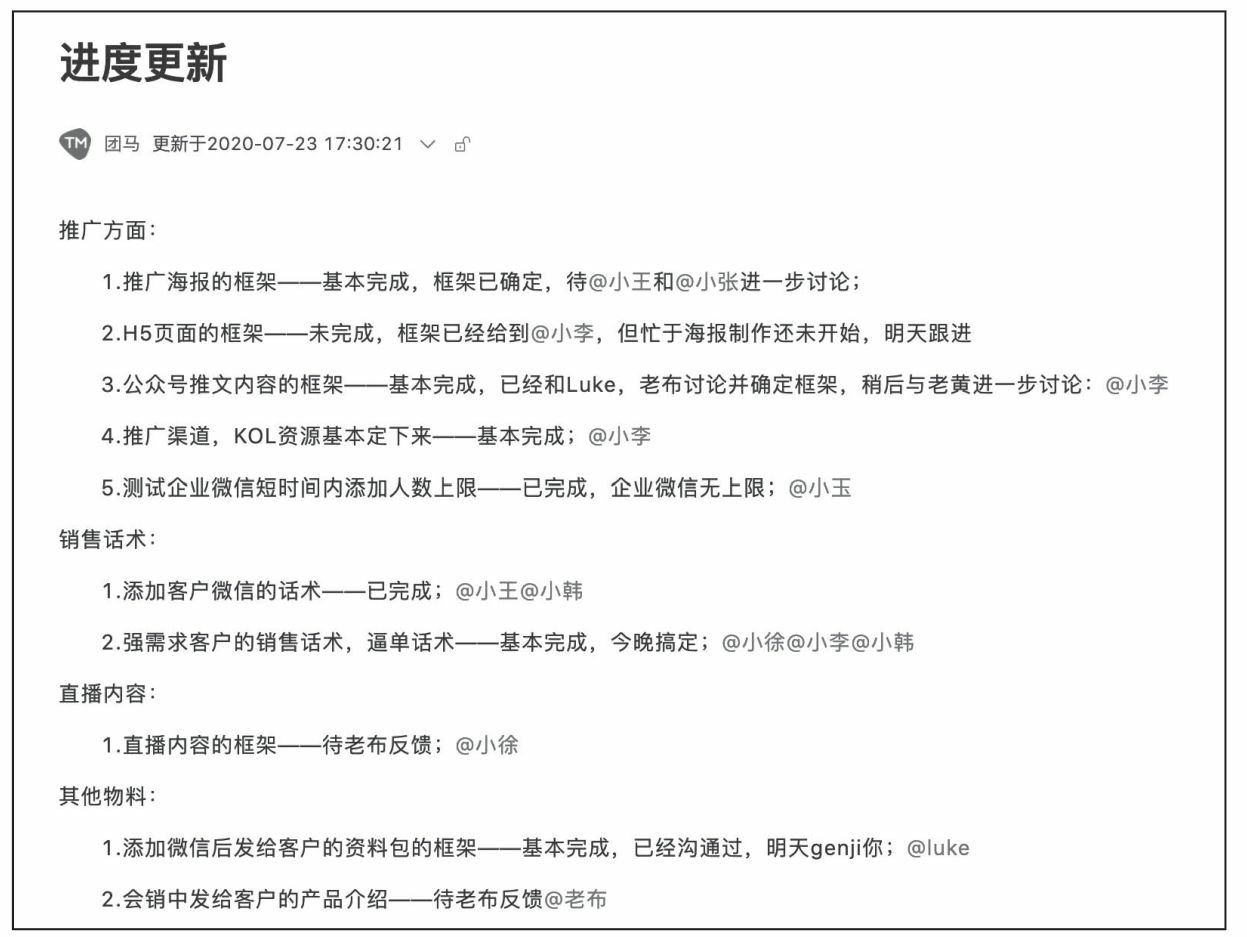 进度更新
TM 团马 更新于2020-07-23 17:30:21
推广方面：
1.推广海报的框架——基本完成，框架已确定，待@小王和@小张进一步讨论；
2.H5页面的框架——未完成，框架已经给到@小李，但忙于海报制作还未开始，明天跟进
3.公众号推文内容的框架——基本完成，已经和Luke，老布讨论并确定框架，稍后与老黄进一步讨论：@小李
4.推广渠道，KOL资源基本定下来——基本完成；@小李
5.测试企业微信短时间内添加人数上限——已完成，企业微信无上限；@小玉
销售话术：
1.添加客户微信的话术——已完成；@小王@小韩
2.强需求客户的销售话术，逼单话术——基本完成，今晚搞定；@小徐@小李@小韩
直播内容：
1.直播内容的框架——待老布反馈；@小徐
其他物料：
1.添加微信后发给客户的资料包的框架——基本完成，已经沟通过，明天genji你；@luke
2.会销中发给客户的产品介绍——待老布反馈@老布